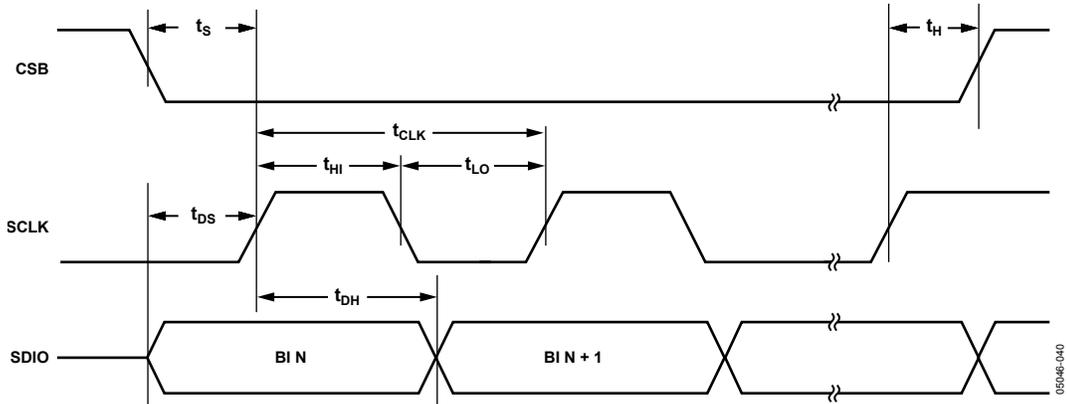 tS
tH
CSB
tCLK
tHI
tLO
tDS
SCLK
tDH
SDIO
BI N
BI N + 1
05046-040